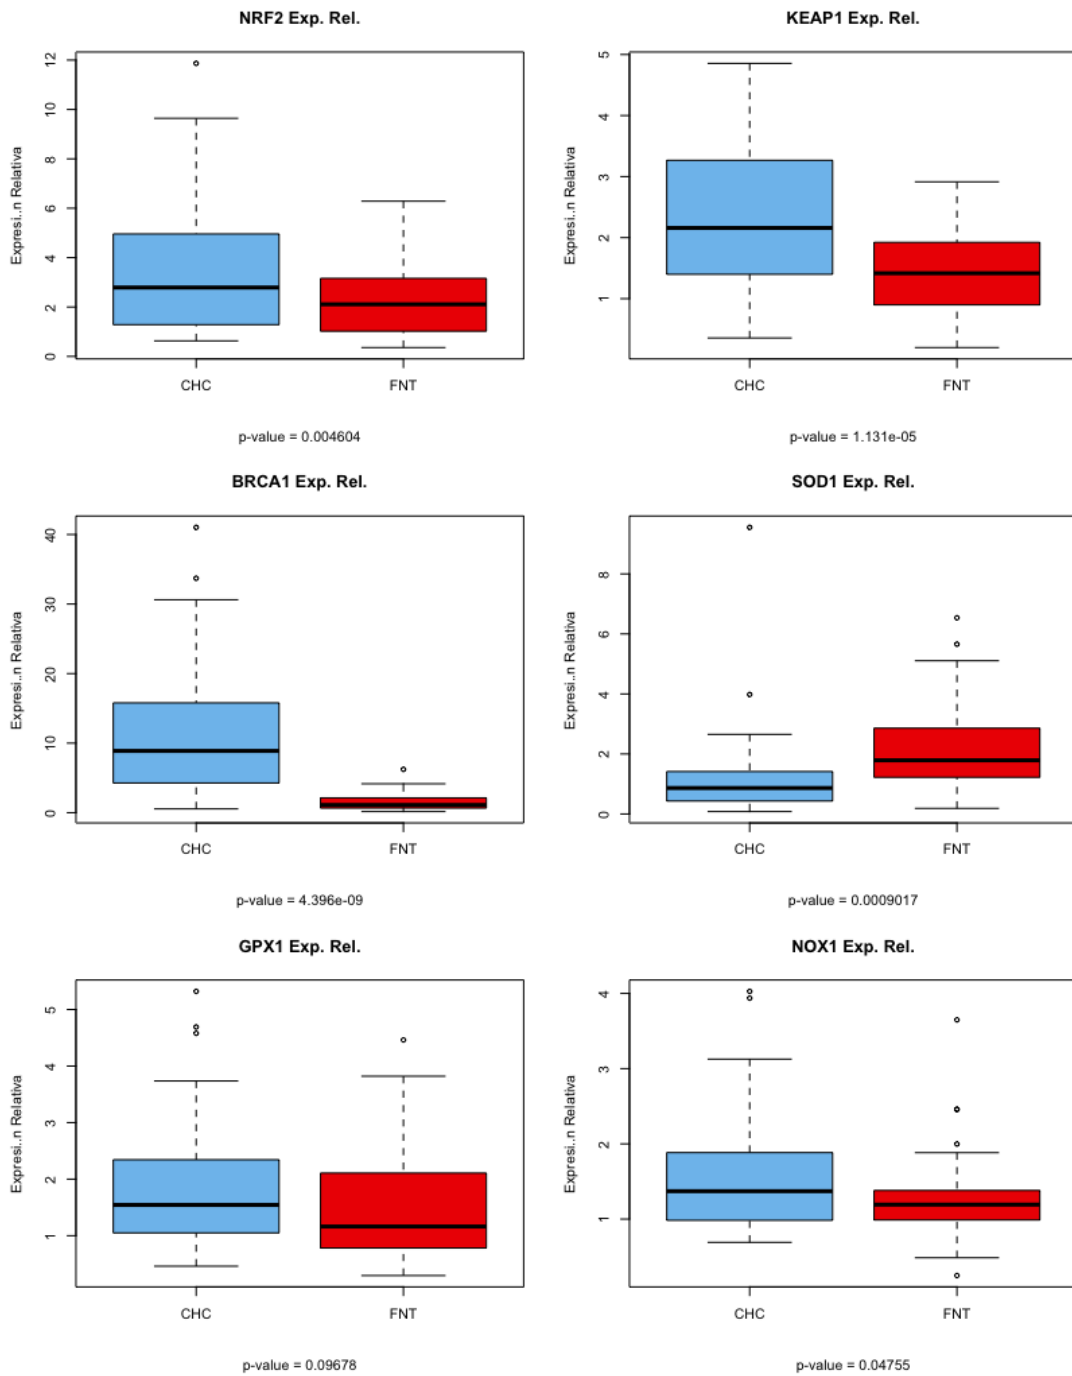 NRF2 Exp. Rel.
Expresi..n Relativa
0 2 4 6 8 10 12
CHC FNT
p-value = 0.004604
KEAP1 Exp. Rel.
Expresi..n Relativa
1 2 3 4 5
CHC FNT
p-value = 1.131e-05
BRCA1 Exp. Rel.
Expresi..n Relativa
0 10 20 30 40
CHC FNT
p-value = 4.396e-09
SOD1 Exp. Rel.
Expresi..n Relativa
0 2 4 6 8
CHC FNT
p-value = 0.0009017
GPX1 Exp. Rel.
Expresi..n Relativa
1 2 3 4 5
CHC FNT
p-value = 0.09678
NOX1 Exp. Rel.
Expresi..n Relativa
1 2 3 4
CHC FNT
p-value = 0.04755